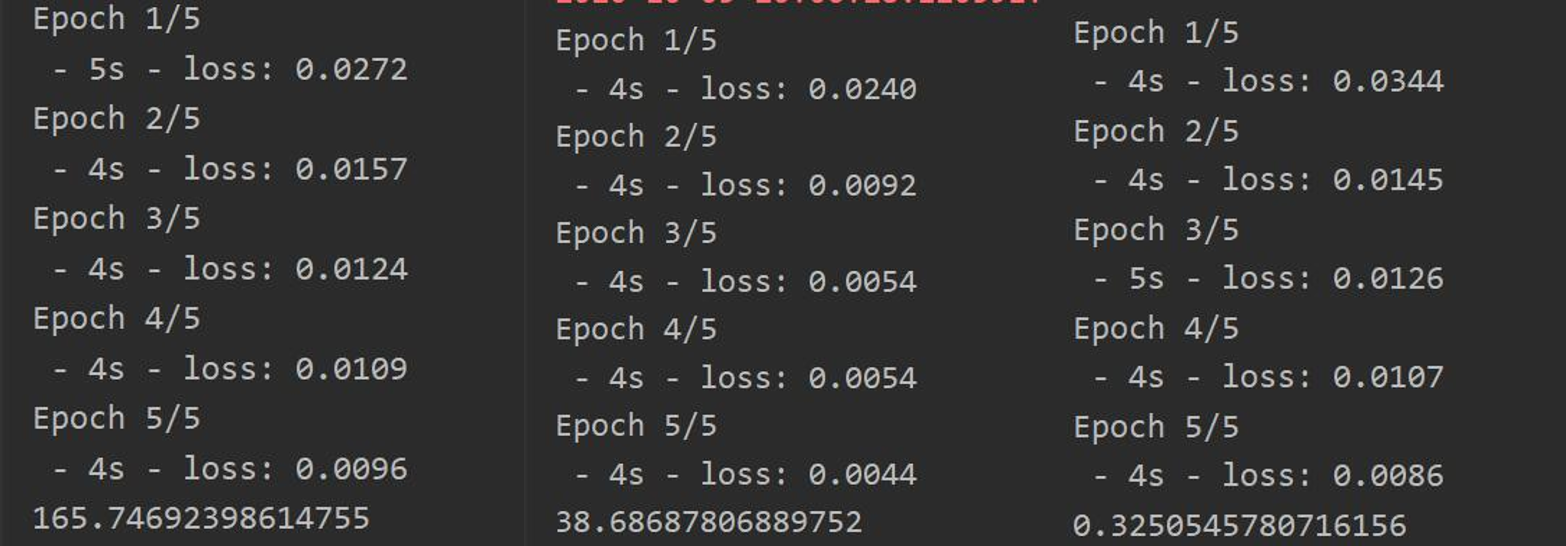 Epoch 1/5
- 5s - loss: 0.0272
Epoch 2/5
- 4s - loss: 0.0157
Epoch 3/5
- 4s - loss: 0.0124
Epoch 4/5
- 4s - loss: 0.0109
Epoch 5/5
- 4s - loss: 0.0096
165.74692398614755
Epoch 1/5
- 4s - loss: 0.0240
Epoch 2/5
- 4s - loss: 0.0092
Epoch 3/5
- 4s - loss: 0.0054
Epoch 4/5
- 4s - loss: 0.0054
Epoch 5/5
- 4s - loss: 0.0044
38.68687806889752
Epoch 1/5
- 4s - loss: 0.0344
Epoch 2/5
- 4s - loss: 0.0145
Epoch 3/5
- 5s - loss: 0.0126
Epoch 4/5
- 4s - loss: 0.0107
Epoch 5/5
- 4s - loss: 0.0086
0.3250545780716156